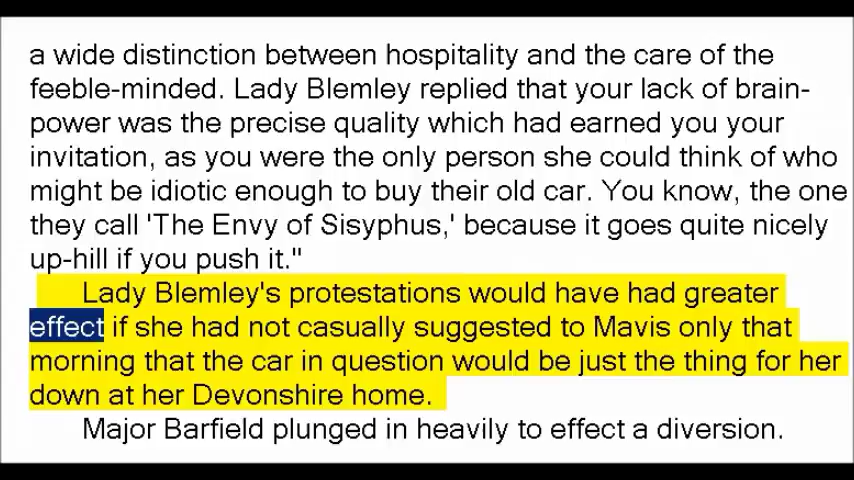 a wide distinction between hospitality and the care of the
feeble-minded. Lady Blemley replied that your lack of brain-
power was the precise quality which had earned you your
invitation, as you were the only person she could think of who
might be idiotic enough to buy their old car. You know, the one
they call 'The Envy of Sisyphus,' because it goes quite nicely
up-hill if you push it."
Lady Blemley's protestations would have had greater
effect if she had not casually suggested to Mavis only that
morning that the car in question would be just the thing for her
down at her Devonshire home.
Major Barfield plunged in heavily to effect a diversion.